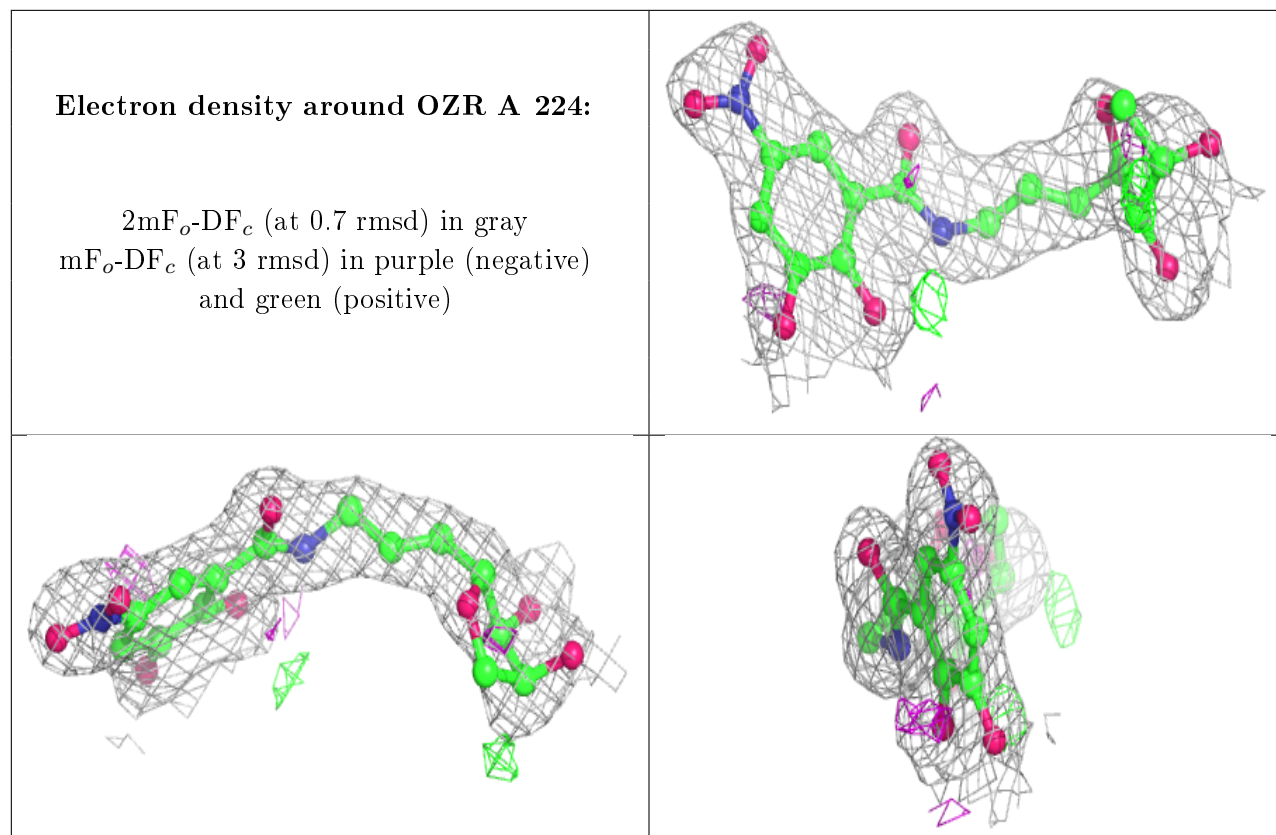 Electron density around OZR A 224:
2mFo-DFc (at 0.7 rmsd) in gray
mFo-DFc (at 3 rmsd) in purple (negative)
and green (positive)